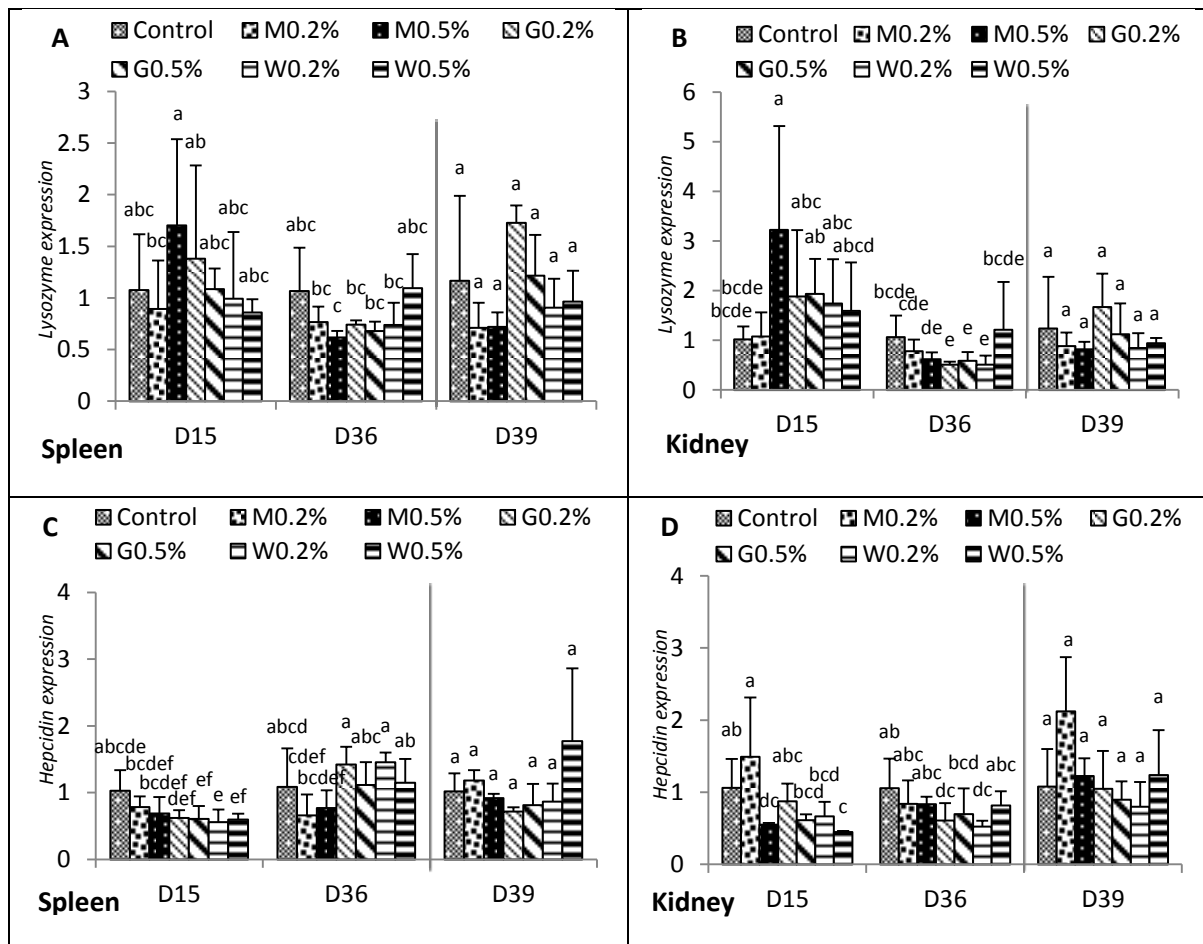 A
Control M0.2% M0.5% G0.2%
G0.5% W0.2% W0.5%
Lysozyme expression
3
2.5
2
1.5
1
0.5
0
abc bc a ab abc abc abc
abc bc c bc bc bc abc
a a a a a a a
D15 D36 D39
Spleen
B
Control M0.2% M0.5% G0.2%
G0.5% W0.2% W0.5%
Lysozyme expression
6
5
4
3
2
1
0
bcde bcde a abc ab abc abcd
bcde cde de e e e bcde
a a a a a a a
D15 D36 D39
Kidney
C
Control M0.2% M0.5% G0.2%
G0.5% W0.2% W0.5%
Hepcidin expression
4
3
2
1
0
abcde bcdef bcdef def ef e ef
abcd cdef bcdef a abc a ab
a a a a a a a
D15 D36 D39
Spleen
D
Control M0.2% M0.5% G0.2%
G0.5% W0.2% W0.5%
Hepcidin expression
4
3
2
1
0
ab a dc abc bcd bcd c
ab abc abc dc bcd dc abc
a a a a a a a
D15 D36 D39
Kidney